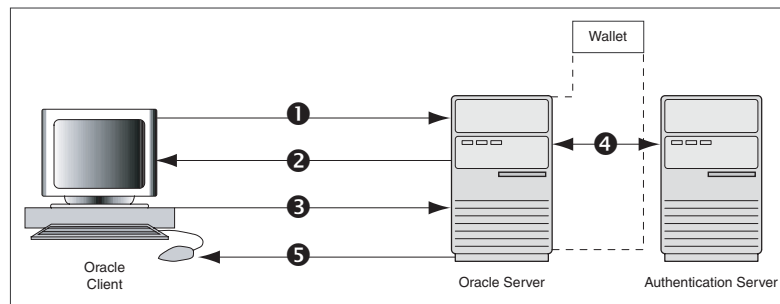 Wallet
1
2
4
3
5
Oracle
Client
Oracle Server
Authentication Server